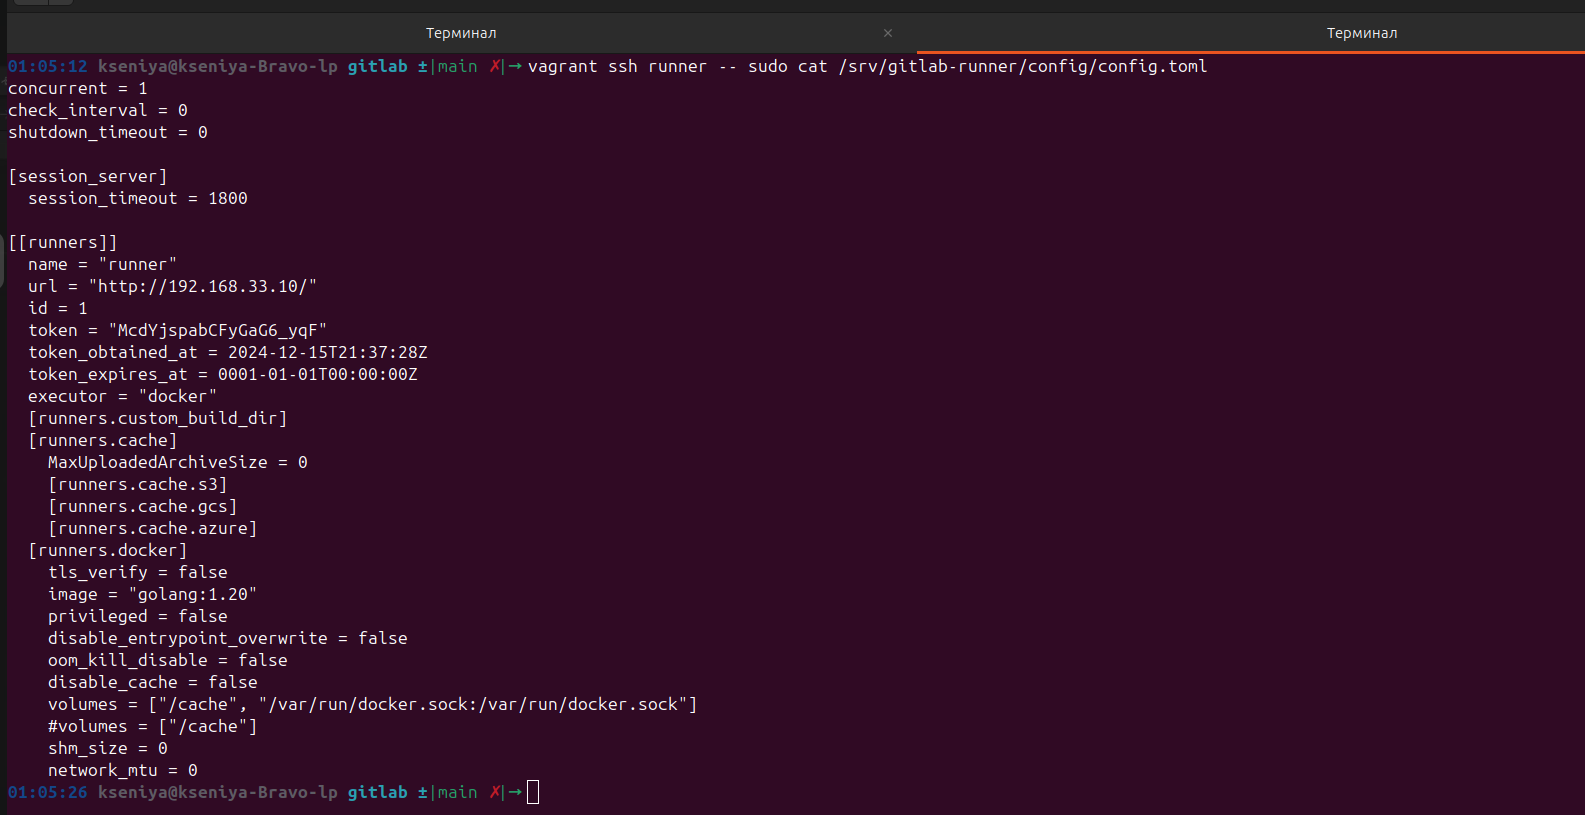 Терминал × Терминал
01:05:12 kseniya@kseniya-Bravo-lp gitlab ±|main ✗|→ vagrant ssh runner -- sudo cat /srv/gitlab-runner/config/config.toml
concurrent = 1
check_interval = 0
shutdown_timeout = 0
[session_server]
  session_timeout = 1800
[[runners]]
  name = "runner"
  url = "http://192.168.33.10/"
  id = 1
  token = "McdYjspabCFyGaG6_yqF"
  token_obtained_at = 2024-12-15T21:37:28Z
  token_expires_at = 0001-01-01T00:00:00Z
  executor = "docker"
  [runners.custom_build_dir]
  [runners.cache]
    MaxUploadedArchiveSize = 0
    [runners.cache.s3]
    [runners.cache.gcs]
    [runners.cache.azure]
  [runners.docker]
    tls_verify = false
    image = "golang:1.20"
    privileged = false
    disable_entrypoint_overwrite = false
    oom_kill_disable = false
    disable_cache = false
    volumes = ["/cache", "/var/run/docker.sock:/var/run/docker.sock"]
    #volumes = ["/cache"]
    shm_size = 0
    network_mtu = 0
01:05:26 kseniya@kseniya-Bravo-lp gitlab ±|main ✗|→